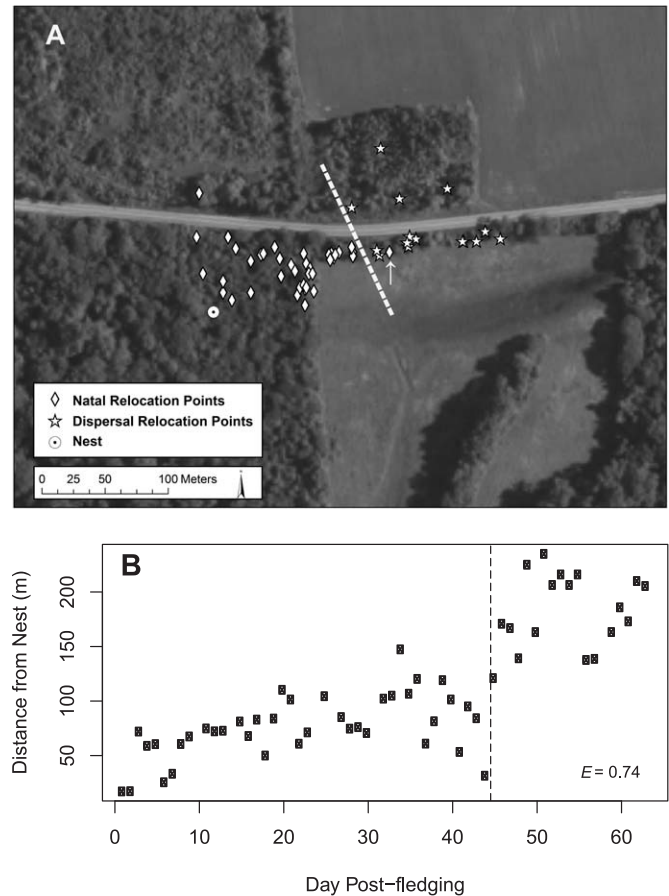 A
Natal Relocation Points
Dispersal Relocation Points
Nest
0 25 50 100 Meters
B
Distance from Nest (m)
200
150
100
50
E = 0.74
0 10 20 30 40 50 60
Day Post−fledging